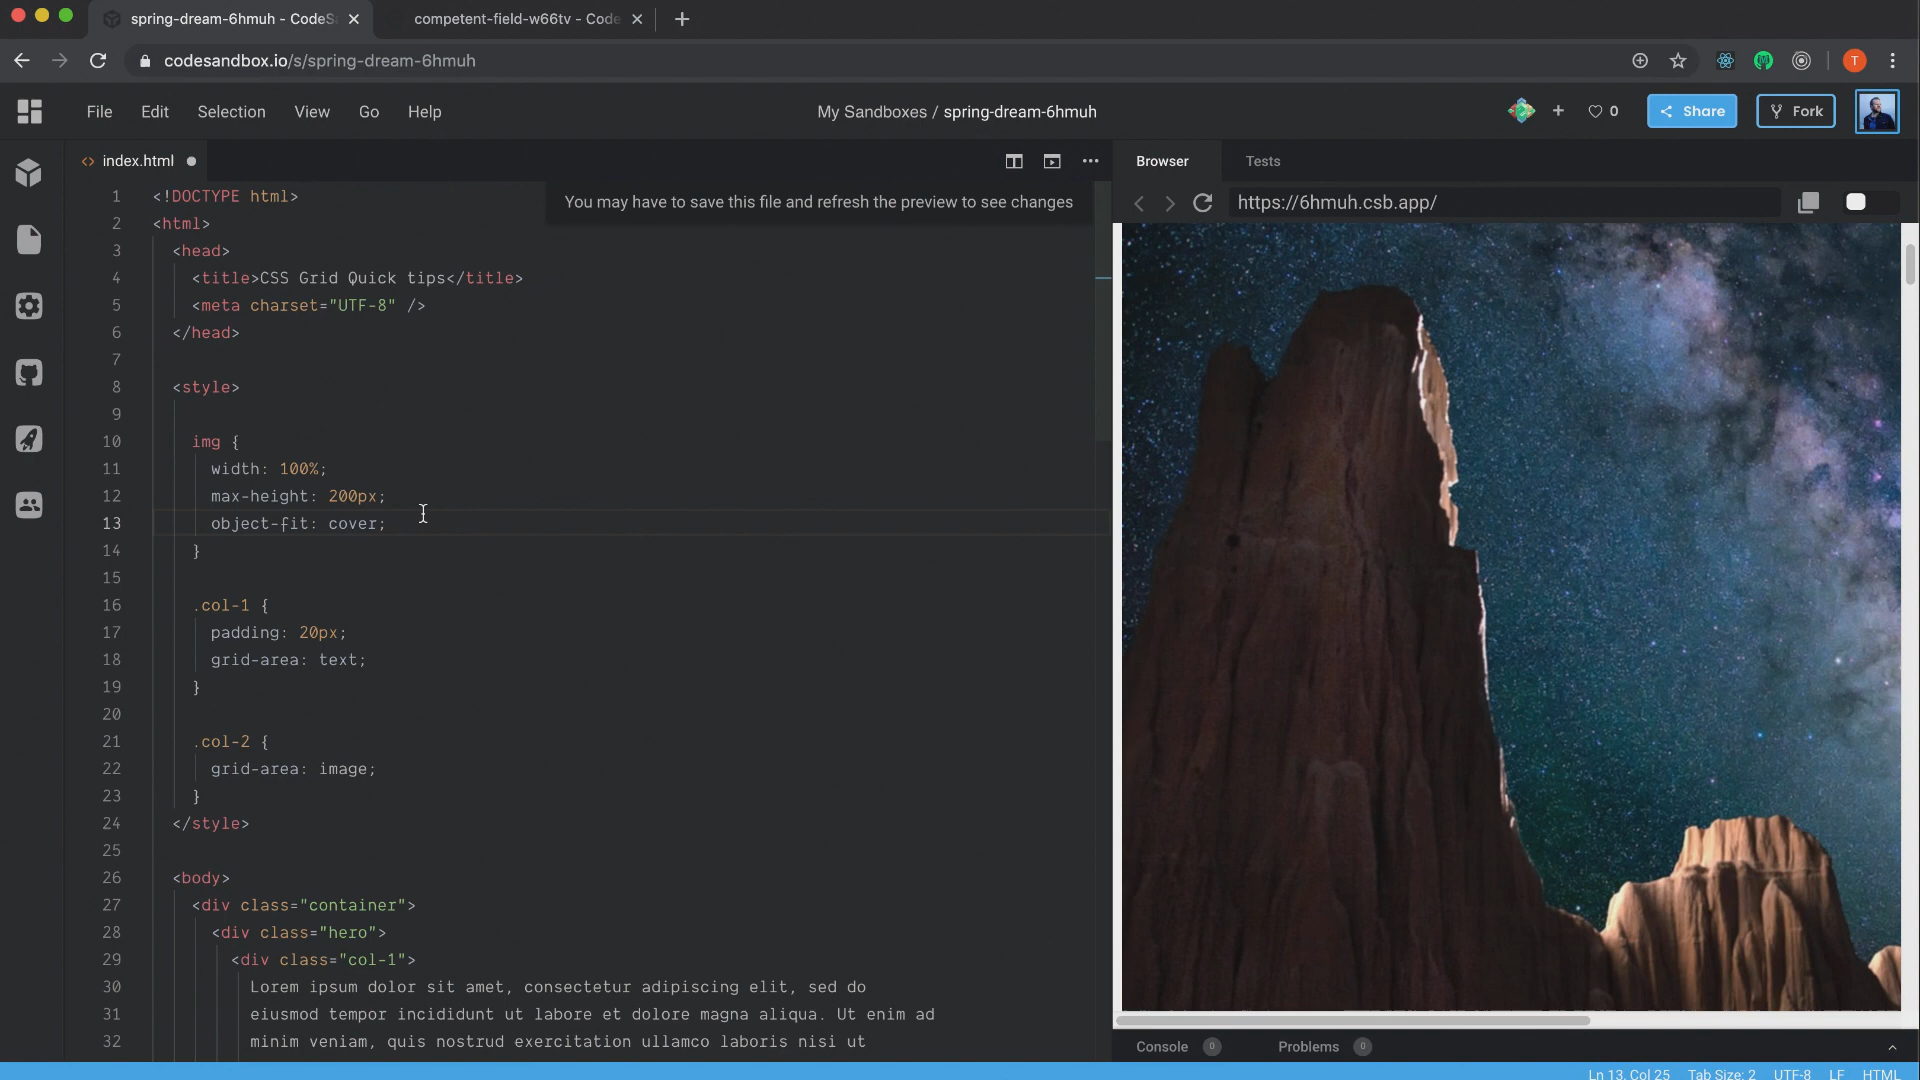 spring-dream-6hmuh - CodeS
competent-field-w66tv - Code
codesandbox.io/s/spring-dream-6hmuh
T
File Edit Selection View Go Help
My Sandboxes / spring-dream-6hmuh
0
Share
Fork
index.html
Browser
Tests
You may have to save this file and refresh the preview to see changes
https://6hmuh.csb.app/
1 <!DOCTYPE html>
2 <html>
3 <head>
4 <title>CSS Grid Quick tips</title>
5 <meta charset="UTF-8" />
6 </head>
7
8 <style>
9
10 img {
11 width: 100%;
12 max-height: 200px;
13 object-fit: cover;
14 }
15
16 .col-1 {
17 padding: 20px;
18 grid-area: text;
19 }
20
21 .col-2 {
22 grid-area: image;
23 }
24 </style>
25
26 <body>
27 <div class="container">
28 <div class="hero">
29 <div class="col-1">
30 Lorem ipsum dolor sit amet, consectetur adipiscing elit, sed do
31 eiusmod tempor incididunt ut labore et dolore magna aliqua. Ut enim ad
32 minim veniam, quis nostrud exercitation ullamco laboris nisi ut
Console 0 Problems 0
Ln 13, Col 25 Tab Size: 2 UTF-8 LF HTML